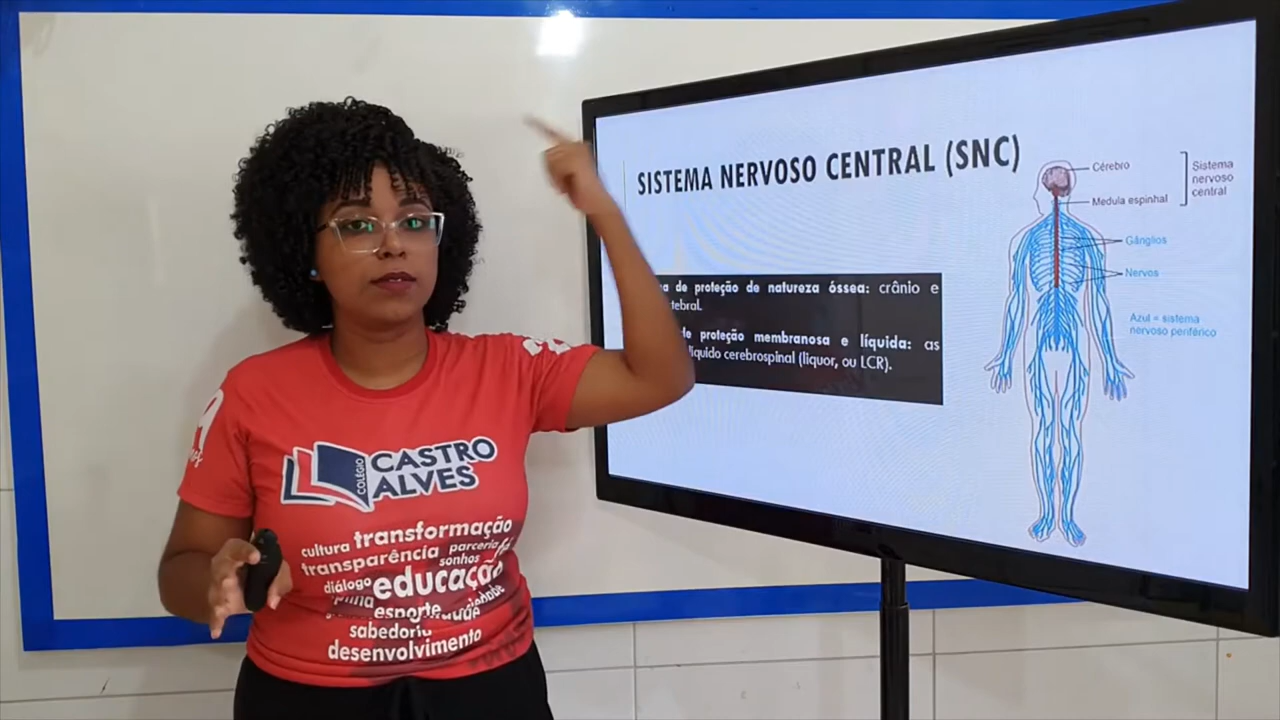 SISTEMA NERVOSO CENTRAL (SNC)
de proteção de natureza óssea: crânio e
de proteção membranosa e líquida: as
líquido cerebrospinal (liquor, ou LCR).
Cérebro
Medula espinhal
Sistema
nervoso
central
Gânglios
Nervos
Azul = sistema
nervoso periférico
COLÉGIO
CASTRO
ALVES
cultura transformação
transparência parceria
sonhos
diálogo educação
esporte
sabedoria
desenvolvimento